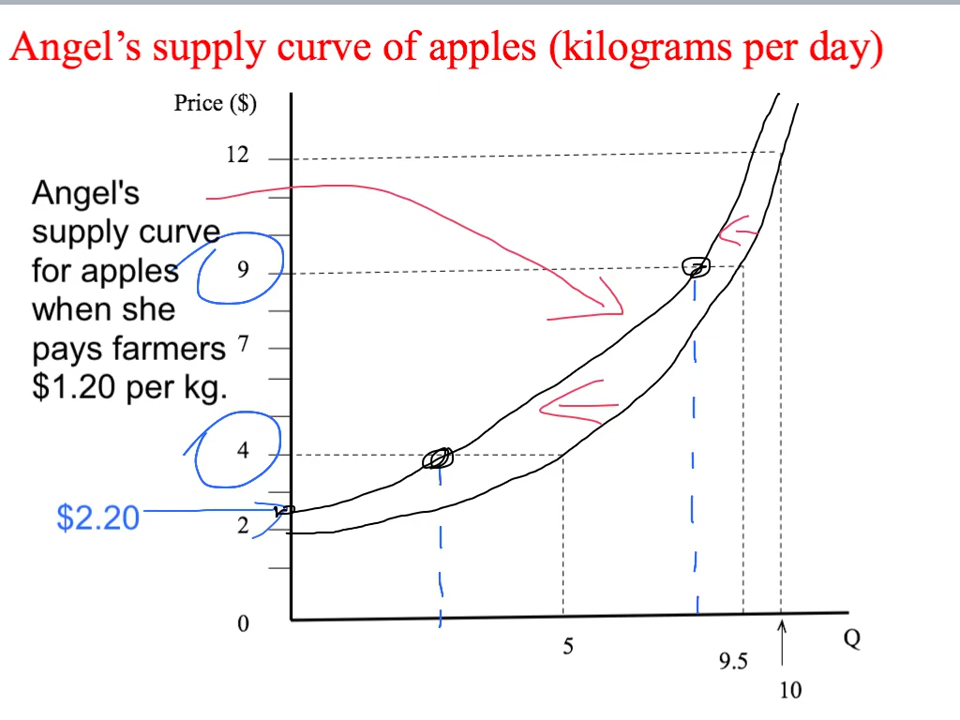 Angel’s supply curve of apples (kilograms per day)
Price ($)
12
Angel's
supply curve
for apples
when she
pays farmers
$1.20 per kg.
9
7
4
$2.20
2
0
5
9.5
10
Q